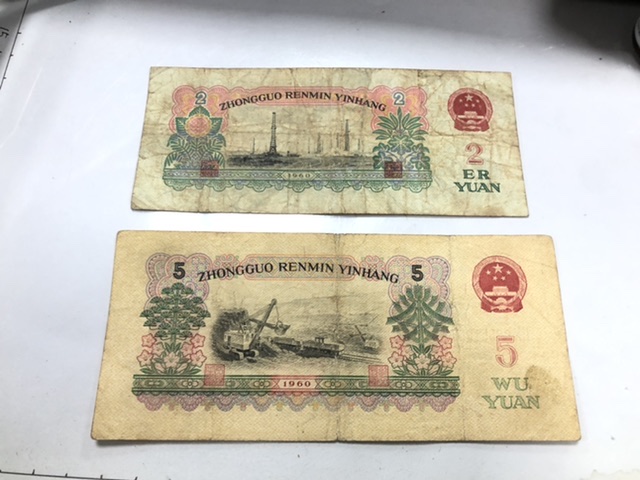 2 ZHONGGUO RENMIN YINHANG 2
2
ER
YUAN
1960
5 ZHONGGUO RENMIN YINHANG 5
5
WU
YUAN
1960